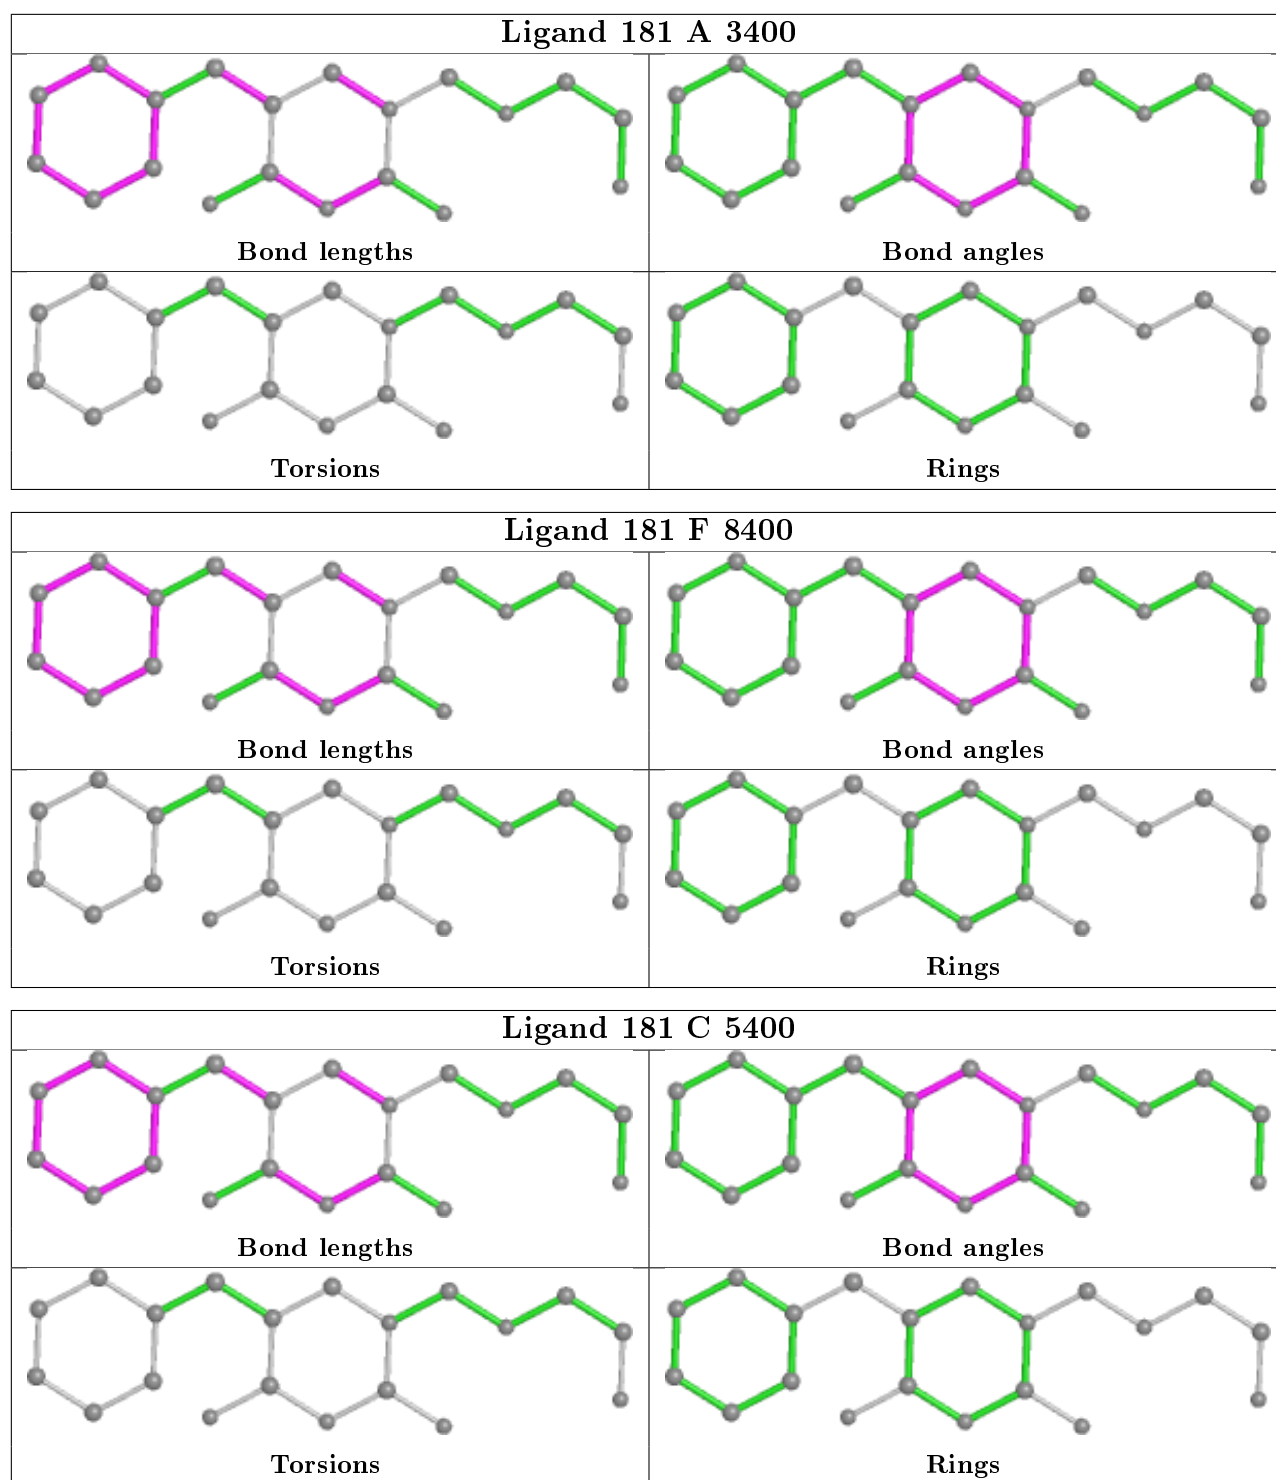 Ligand 181 A 3400
Bond lengths
Bond angles
Torsions
Rings
Ligand 181 F 8400
Bond lengths
Bond angles
Torsions
Rings
Ligand 181 C 5400
Bond lengths
Bond angles
Torsions
Rings